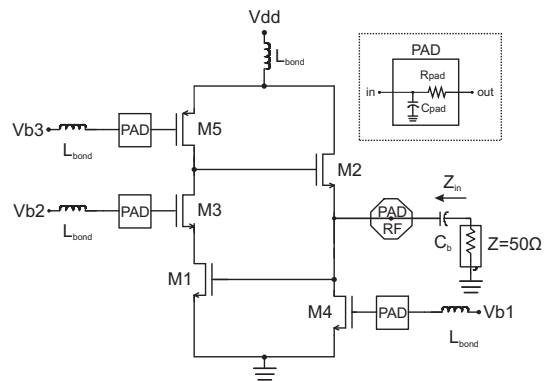 Vdd
Lbond
PAD
Rpad
in
out
Cpad
Vb3
PAD
M5
Lbond
M2
Zin
Vb2
PAD
M3
PAD
RF
Lbond
Cb
Z=50Ω
M1
M4
PAD
Vb1
Lbond